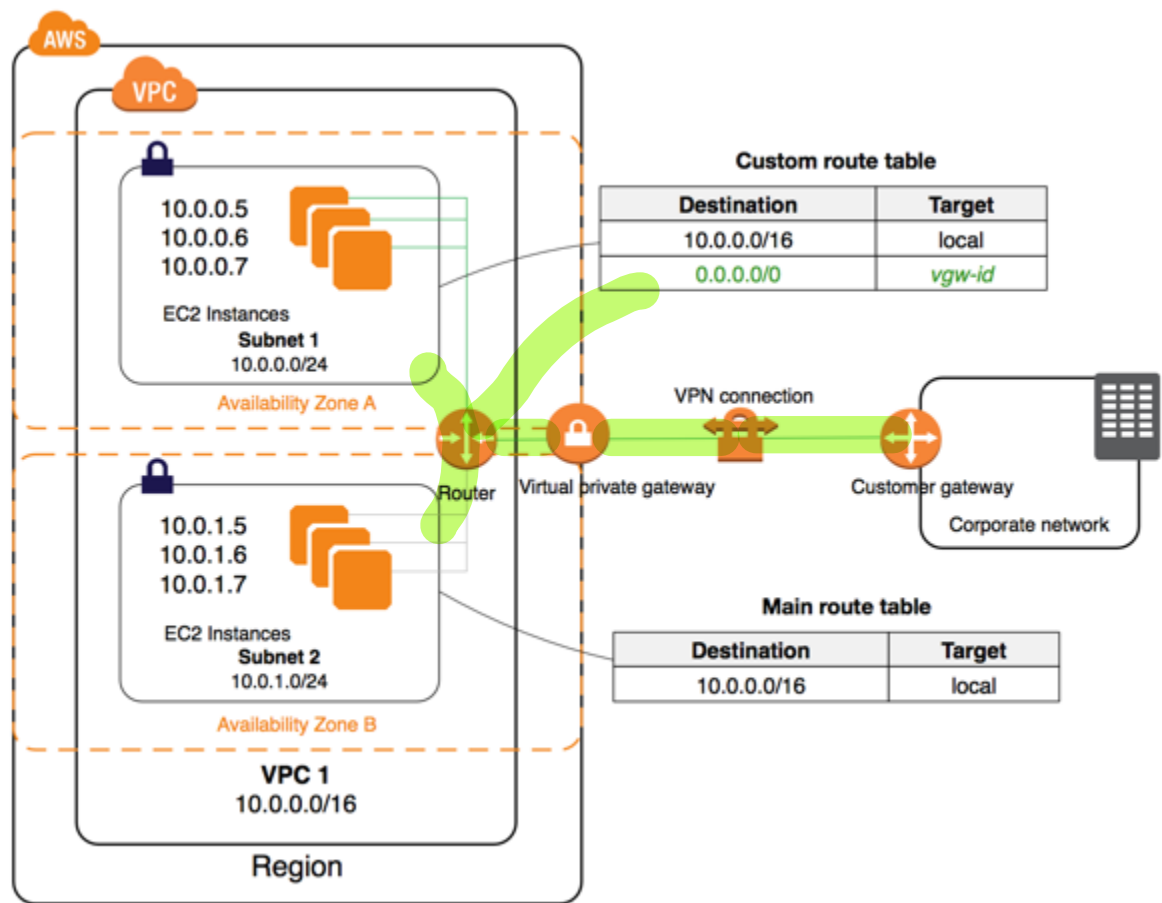 AWS
VPC
10.0.0.5
10.0.0.6
10.0.0.7
EC2 Instances
Subnet 1
10.0.0.0/24
Availability Zone A
Custom route table
Destination Target
10.0.0.0/16 local
0.0.0.0/0 vgw-id
VPN connection
Router
Virtual private gateway
Customer gateway
Corporate network
10.0.1.5
10.0.1.6
10.0.1.7
EC2 Instances
Subnet 2
10.0.1.0/24
Availability Zone B
Main route table
Destination Target
10.0.0.0/16 local
VPC 1
10.0.0.0/16
Region